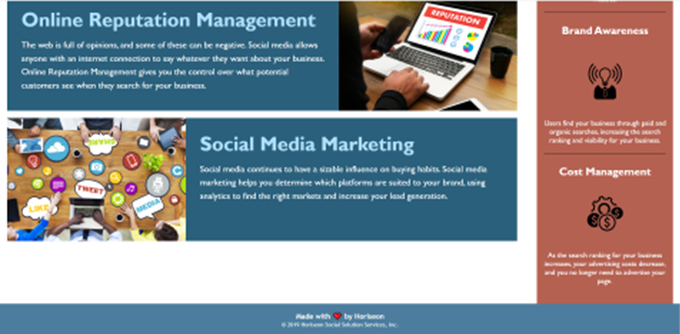 Online Reputation Management
The web is full of opinions, and some of these can be negative. Social media allows
anyone with an internet connection to say whatever they want about your business.
Online Reputation Management gives you the control over what potential
customers see when they search for your business.
REPUTATION
Social Media Marketing
Social media continues to have a sizable influence on buying habits. Social media
marketing helps you determine which platforms are suited to your brand, using
analytics to find the right markets and increase your lead generation.
SHARE
TWEET
LIKE
MEDIA
Brand Awareness
Users find your business through paid and
organic searches, increasing the search
ranking and visibility for your business.
Cost Management
As the search ranking for your business
increases, your advertising costs decrease,
and you no longer need to advertise your
page.
Made with ❤️ by Horiseon
© 2019 Horiseon Social Solution Services, Inc.